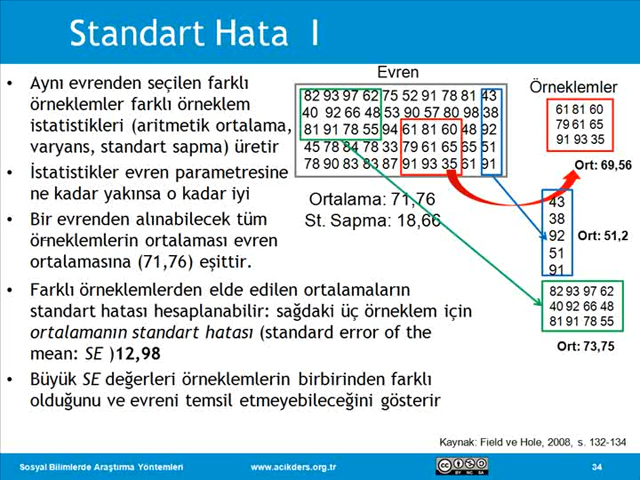 Standart Hata I
• Aynı evrenden seçilen farklı
örneklemler farklı örneklem
istatistikleri (aritmetik ortalama,
varyans, standart sapma) üretir
• İstatistikler evren parametresine
ne kadar yakınsa o kadar iyi
• Bir evrenden alınabilecek tüm
örneklemlerin ortalaması evren
ortalamasına (71,76) eşittir.
• Farklı örneklemlerden elde edilen ortalamaların
standart hatası hesaplanabilir: sağdaki üç örneklem için
ortalamanın standart hatası (standard error of the
mean: SE )12,98
• Büyük SE değerleri örneklemlerin birbirinden farklı
olduğunu ve evreni temsil etmeyebileceğini gösterir
Evren
82 93 97 62 75 52 91 78 81 43
40 92 66 48 53 90 57 80 98 38
81 91 78 55 94 61 81 60 48 92
45 78 84 78 33 79 61 65 65 51
78 90 83 83 87 91 93 35 61 91
Ortalama: 71,76
St. Sapma: 18,66
Örneklemler
61 81 60
79 61 65
91 93 35
Ort: 69,56
43
38
92
51
91
Ort: 51,2
82 93 97 62
40 92 66 48
81 91 78 55
Ort: 73,75
Kaynak: Field ve Hole, 2008, s. 132-134
Sosyal Bilimlerde Araştırma Yöntemleri
www.acikders.org.tr
cc
BY NC SA
34